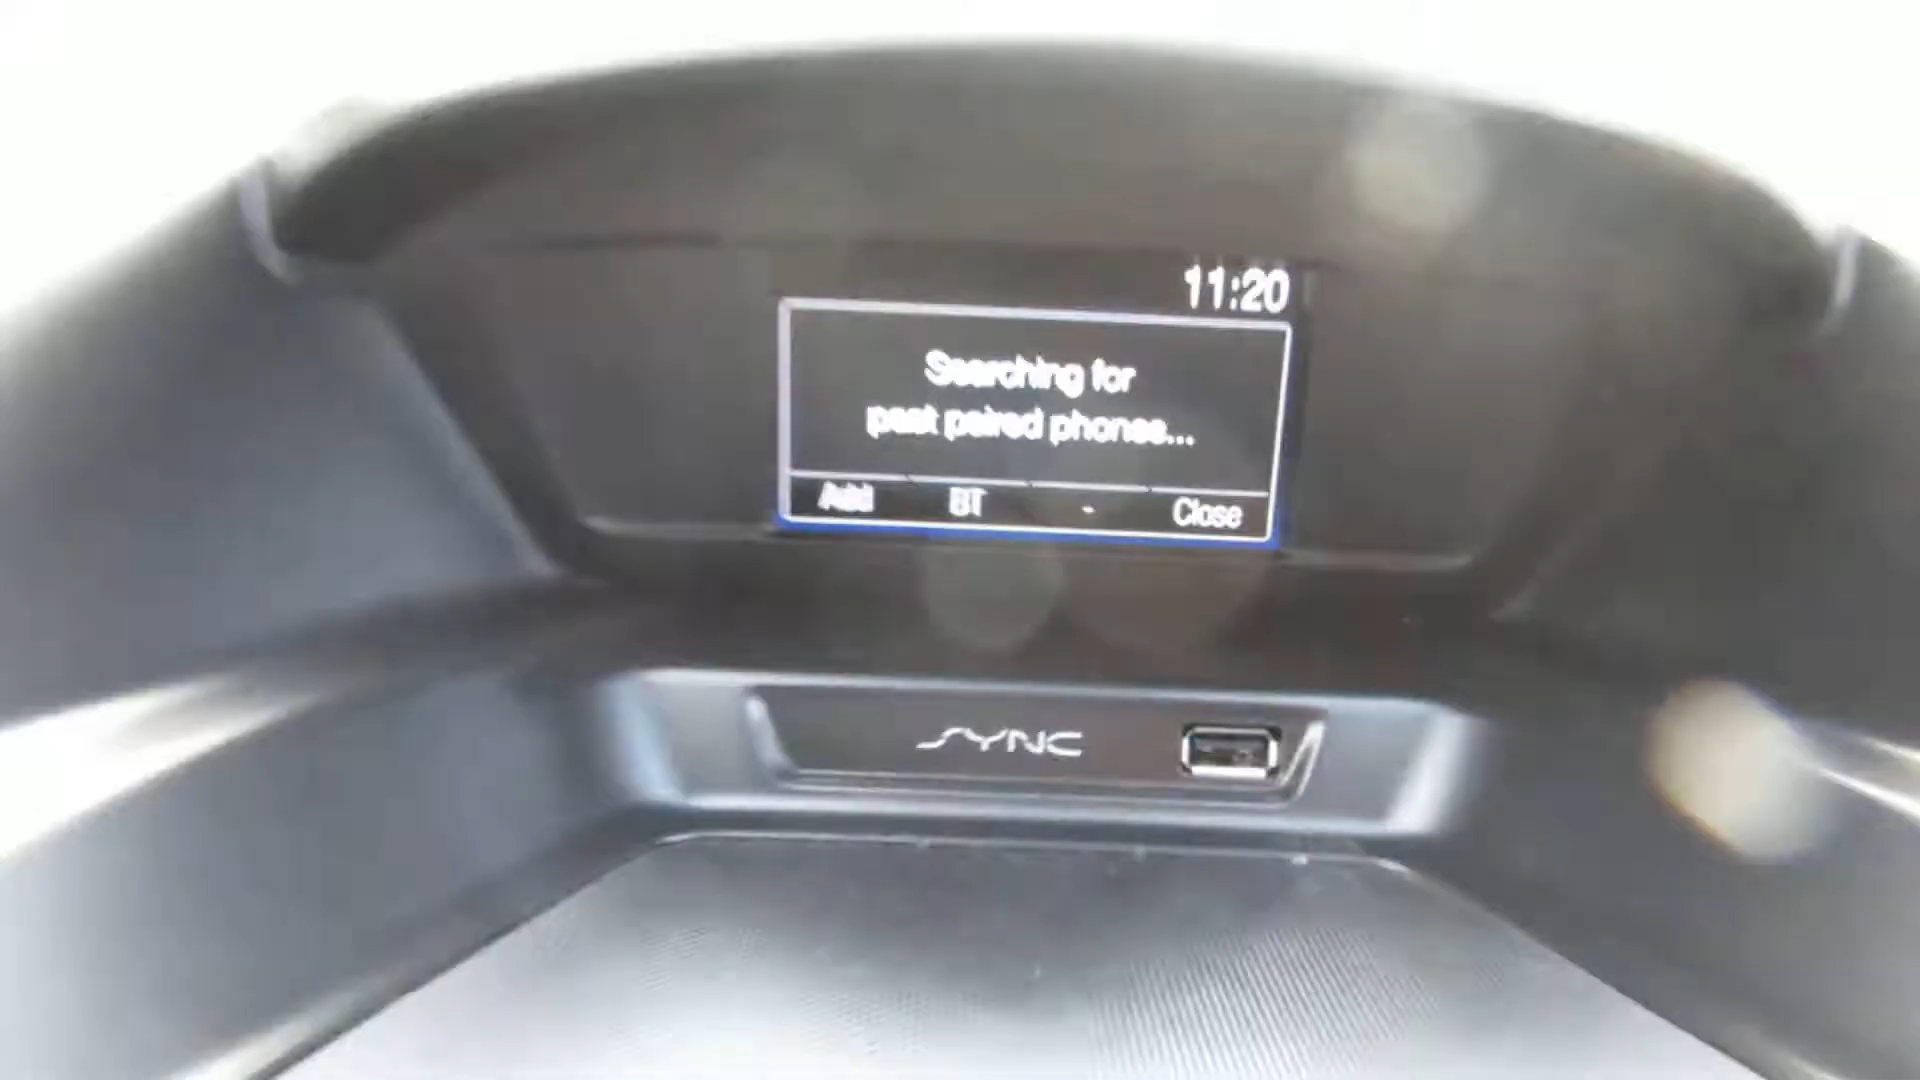 11:20
Searching for
past paired phones...
Add BT - Close
SYNC